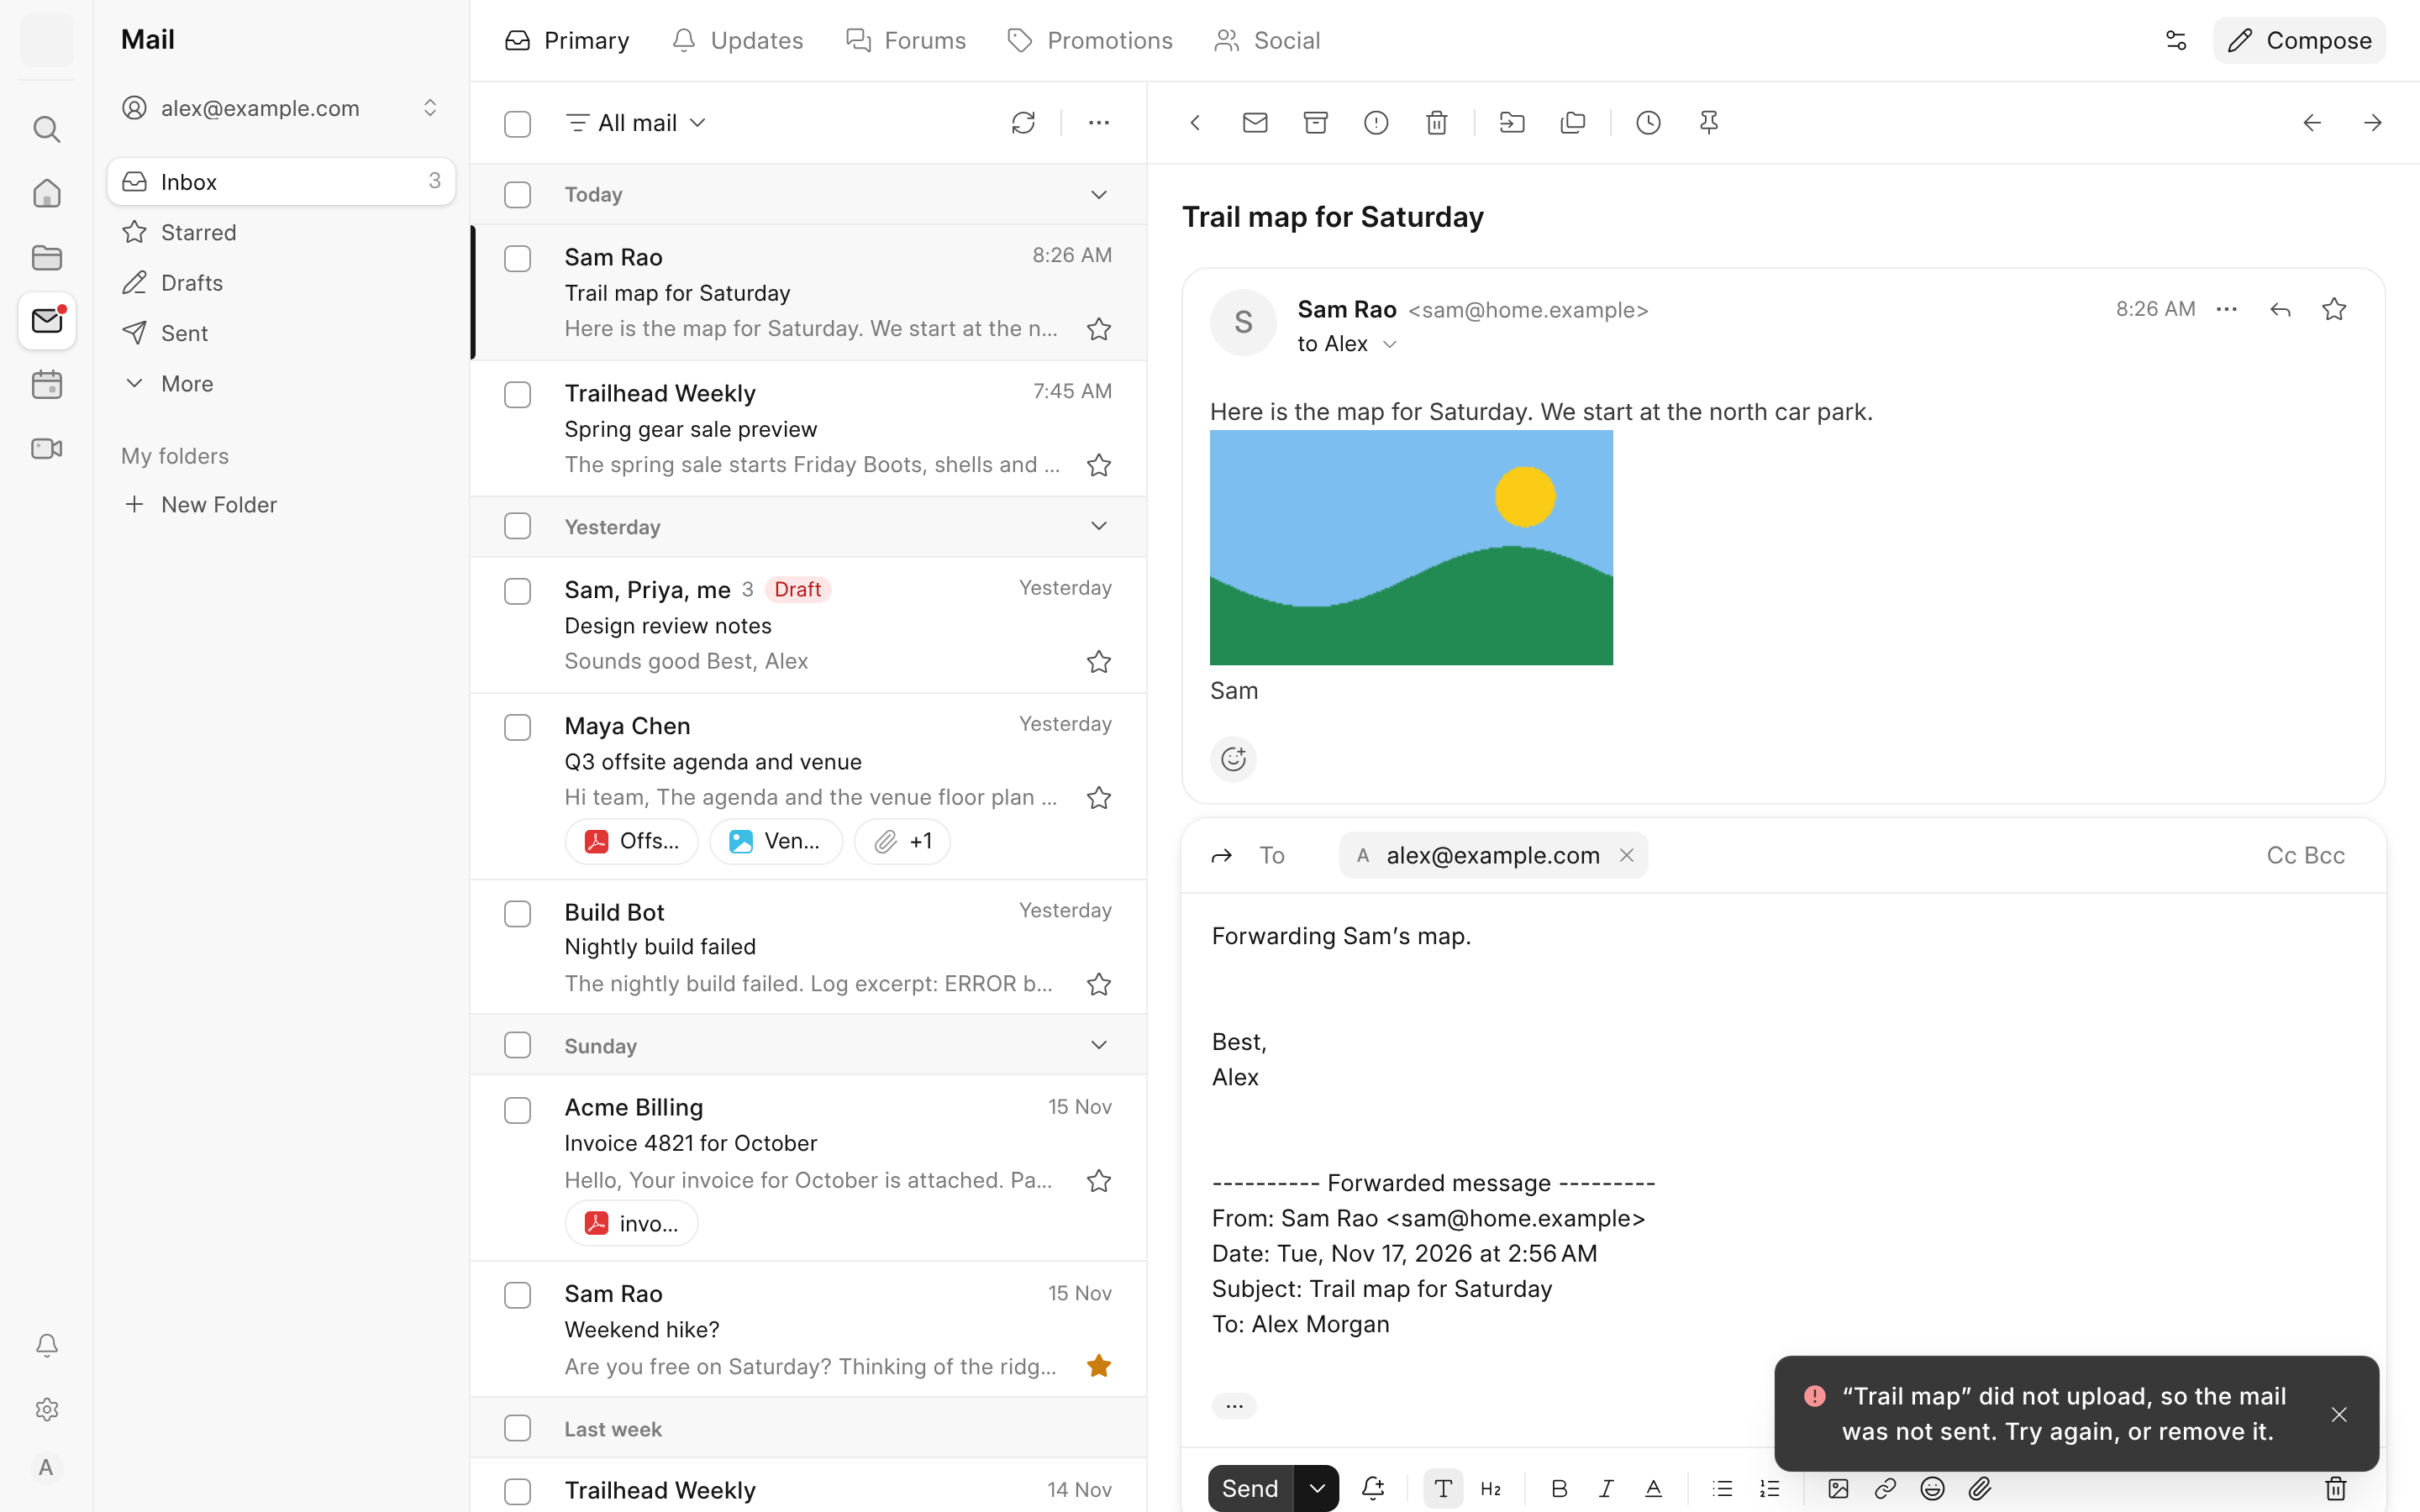 Mail
alex@example.com
Inbox 3
Starred
Drafts
Sent
More
My folders
New Folder
A
Primary Updates Forums Promotions Social
Compose
All mail
Today
Sam Rao 8:26 AM
Trail map for Saturday
Here is the map for Saturday. We start at the n...
Trailhead Weekly 7:45 AM
Spring gear sale preview
The spring sale starts Friday Boots, shells and ...
Yesterday
Sam, Priya, me 3 Draft Yesterday
Design review notes
Sounds good Best, Alex
Maya Chen Yesterday
Q3 offsite agenda and venue
Hi team, The agenda and the venue floor plan ...
Offs... Ven... +1
Build Bot Yesterday
Nightly build failed
The nightly build failed. Log excerpt: ERROR b...
Sunday
Acme Billing 15 Nov
Invoice 4821 for October
Hello, Your invoice for October is attached. Pa...
invo...
Sam Rao 15 Nov
Weekend hike?
Are you free on Saturday? Thinking of the ridg...
Last week
Trailhead Weekly 14 Nov
Trail map for Saturday
S
Sam Rao <sam@home.example> 8:26 AM
to Alex
Here is the map for Saturday. We start at the north car park.
Sam
To A alex@example.com Cc Bcc
Forwarding Sam’s map.
Best,
Alex
---------- Forwarded message ---------
From: Sam Rao <sam@home.example>
Date: Tue, Nov 17, 2026 at 2:56 AM
Subject: Trail map for Saturday
To: Alex Morgan
“Trail map” did not upload, so the mail
was not sent. Try again, or remove it.
Send T H2 B I A